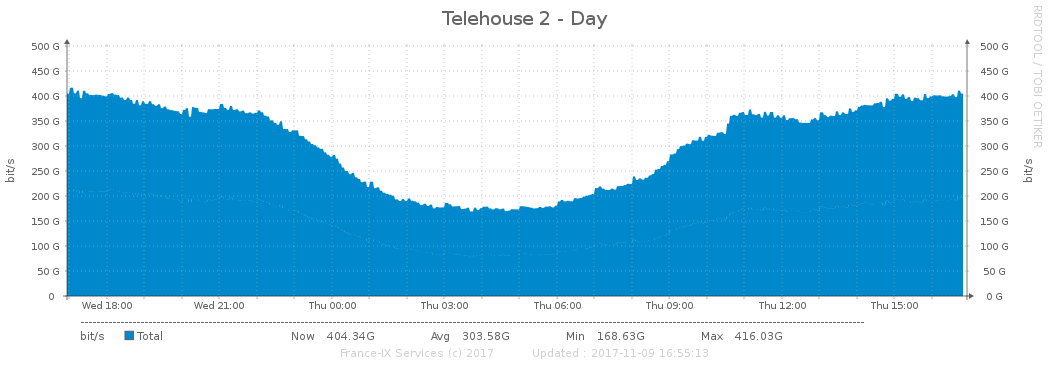 Telehouse 2 - Day
RRDTOOL / TOBI OETIKER
500 G 500 G
450 G 450 G
400 G 400 G
350 G 350 G
300 G 300 G
250 G 250 G
200 G 200 G
150 G 150 G
100 G 100 G
50 G 50 G
0 0 G
bit/s bit/s
Wed 18:00 Wed 21:00 Thu 00:00 Thu 03:00 Thu 06:00 Thu 09:00 Thu 12:00 Thu 15:00
bit/s Total Now 404.34G Avg 303.58G Min 168.63G Max 416.03G
France-IX Services (c) 2017 Updated : 2017-11-09 16:55:13